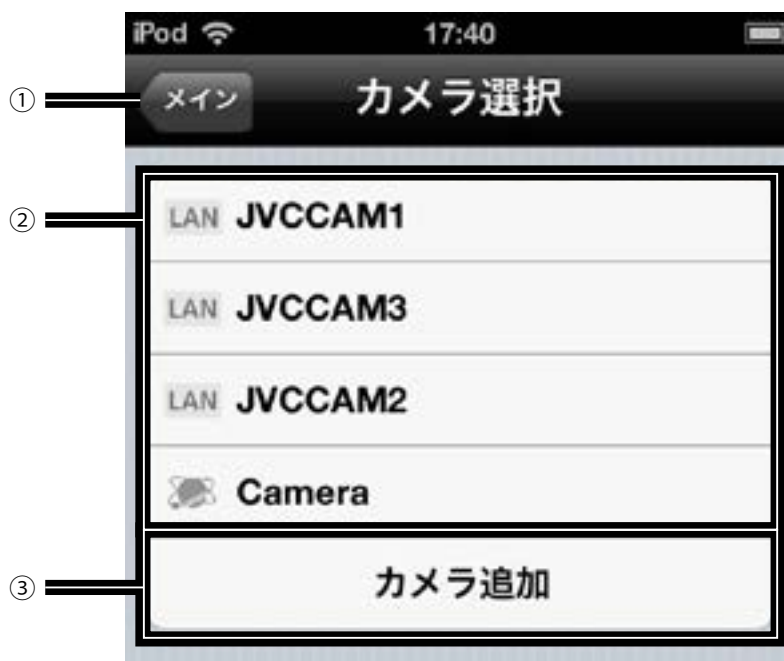 iPod 17:40
① メイン カメラ選択
② LAN JVCCAM1
LAN JVCCAM3
LAN JVCCAM2
Camera
③ カメラ追加